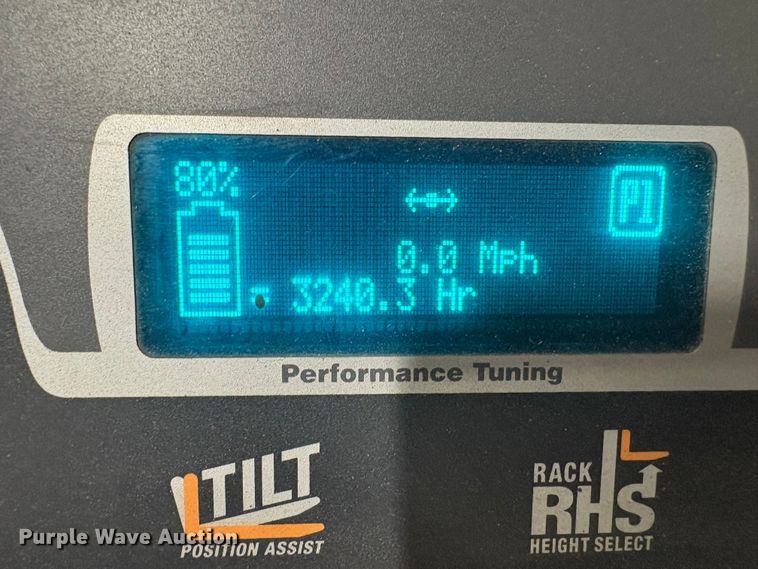 80%
P1
0.0 Mph
3240.3 Hr
Performance Tuning
TILT
POSITION ASSIST
RACK
RHS
HEIGHT SELECT
Purple Wave Auction